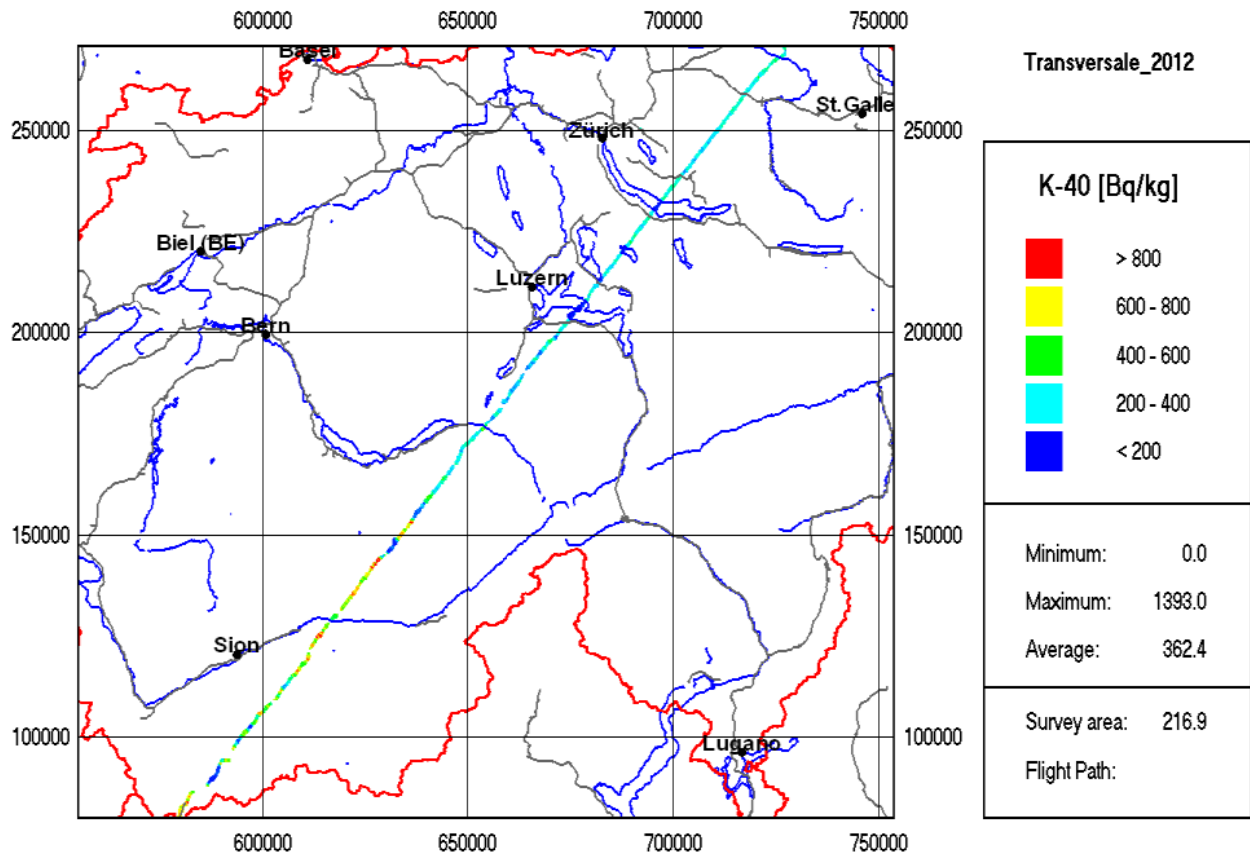 600000 650000 700000 750000
Transversale_2012
Basel
St.Galle
250000 Zürich 250000
K-40 [Bq/kg]
Biel (BE)
> 800
Luzern
600 - 800
200000 Bern 200000
400 - 600
200 - 400
< 200
150000 150000
Minimum: 0.0
Maximum: 1393.0
Sion
Average: 362.4
Survey area: 216.9
100000 Lugano 100000
Flight Path:
600000 650000 700000 750000